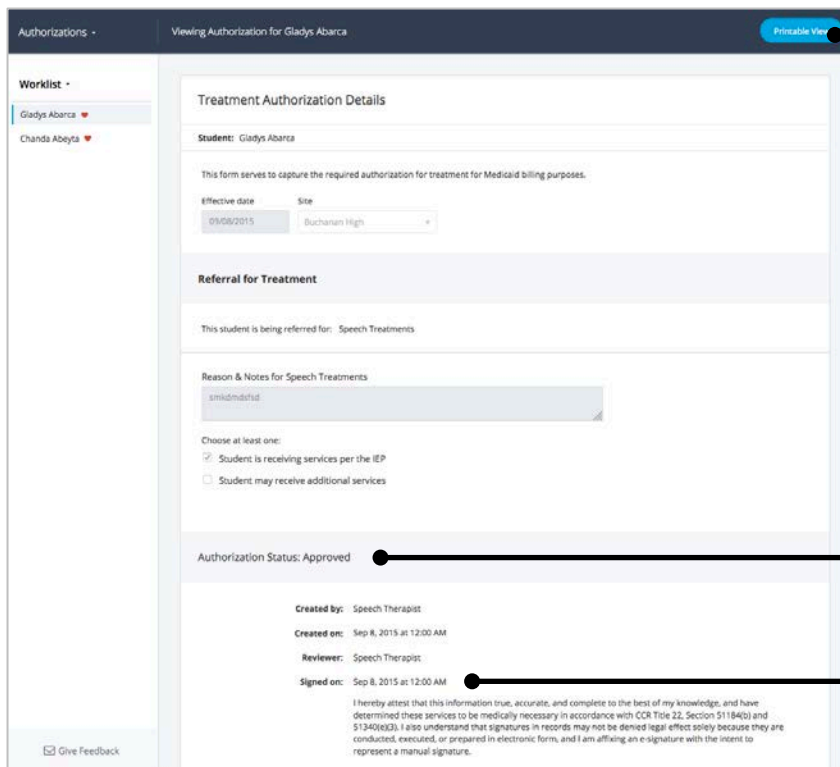 Authorizations
Viewing Authorization for Gladys Abarca
Printable View
Worklist
Gladys Abarca
Chanda Abeyta
Treatment Authorization Details
Student: Gladys Abarca
This form serves to capture the required authorization for treatment for Medicaid billing purposes.
Effective date Site
09/08/2015 Buchanan High
Referral for Treatment
This student is being referred for: Speech Treatments
Reason & Notes for Speech Treatments
Choose at least one:
Student is receiving services per the IEP
Student may receive additional services
Authorization Status: Approved
Created by: Speech Therapist
Created on: Sep 8, 2015 at 12:00 AM
Reviewer: Speech Therapist
Signed on: Sep 8, 2015 at 12:00 AM
I hereby attest that this information true, accurate, and complete to the best of my knowledge, and have
determined these services to be medically necessary in accordance with CCR Title 22, Section 51184(b) and
51340(e)(3). I also understand that signatures in records may not be denied legal effect solely because they are
conducted, executed, or prepared in electronic form, and I am affixing an e-signature with the intent to
represent a manual signature.
Give Feedback